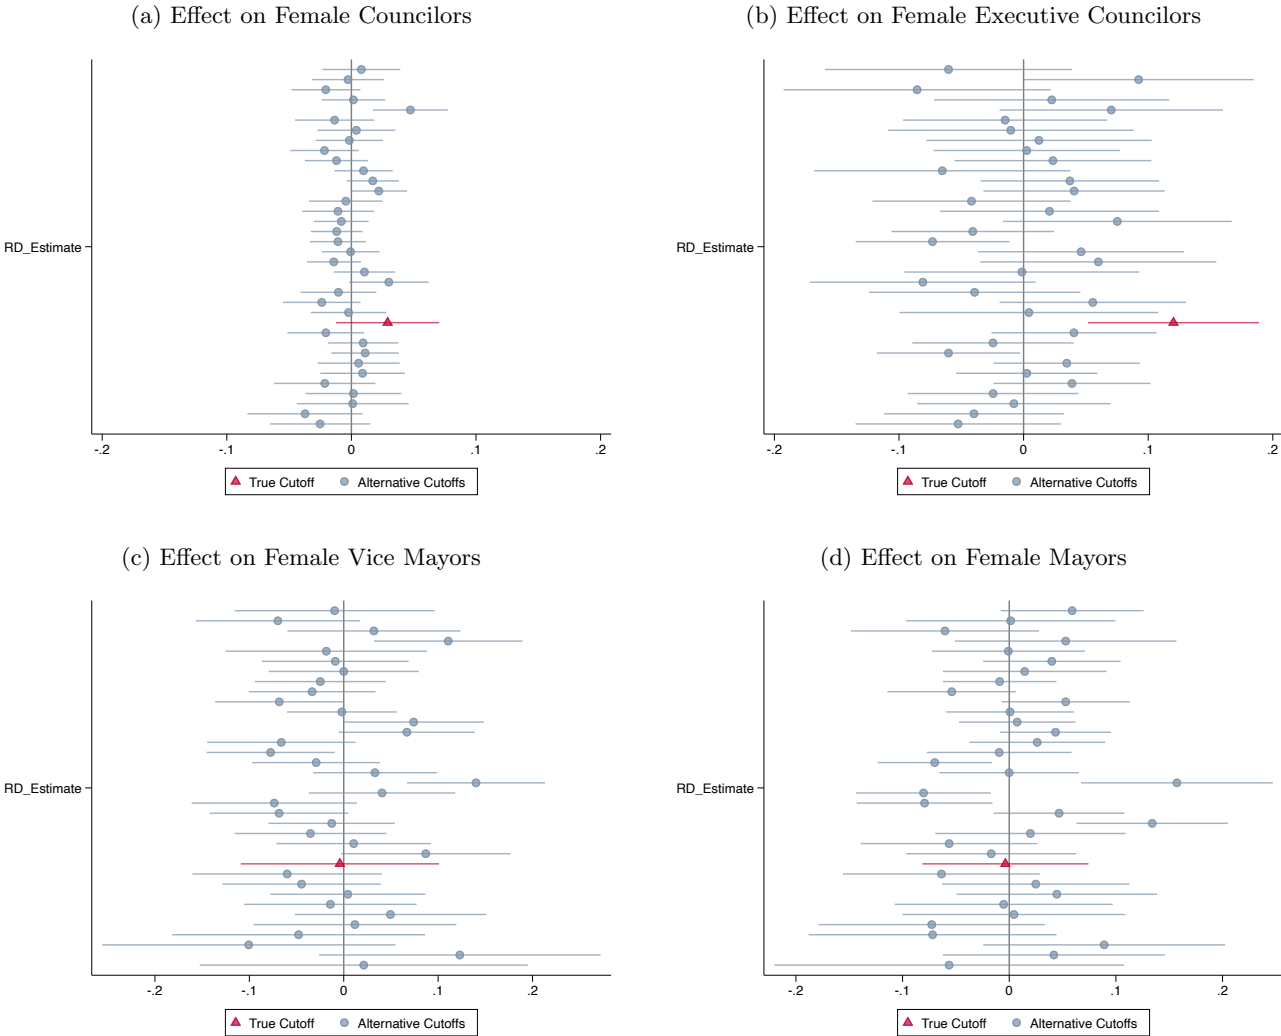 (a) Effect on Female Councilors
(b) Effect on Female Executive Councilors
RD_Estimate
RD_Estimate
-.2 -.1 0 .1 .2
-.2 -.1 0 .1 .2
True Cutoff Alternative Cutoffs
True Cutoff Alternative Cutoffs
(c) Effect on Female Vice Mayors
(d) Effect on Female Mayors
RD_Estimate
RD_Estimate
-.2 -.1 0 .1 .2
-.2 -.1 0 .1 .2
True Cutoff Alternative Cutoffs
True Cutoff Alternative Cutoffs